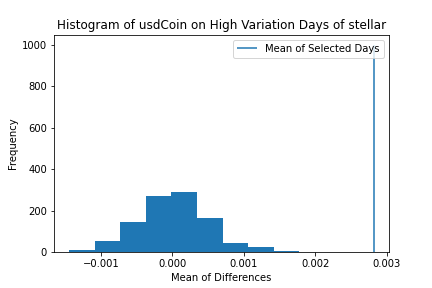 Histogram of usdCoin on High Variation Days of stellar
Mean of Selected Days
1000
800
600
400
200
0
Frequency
−0.001
0.000
0.001
0.002
0.003
Mean of Differences